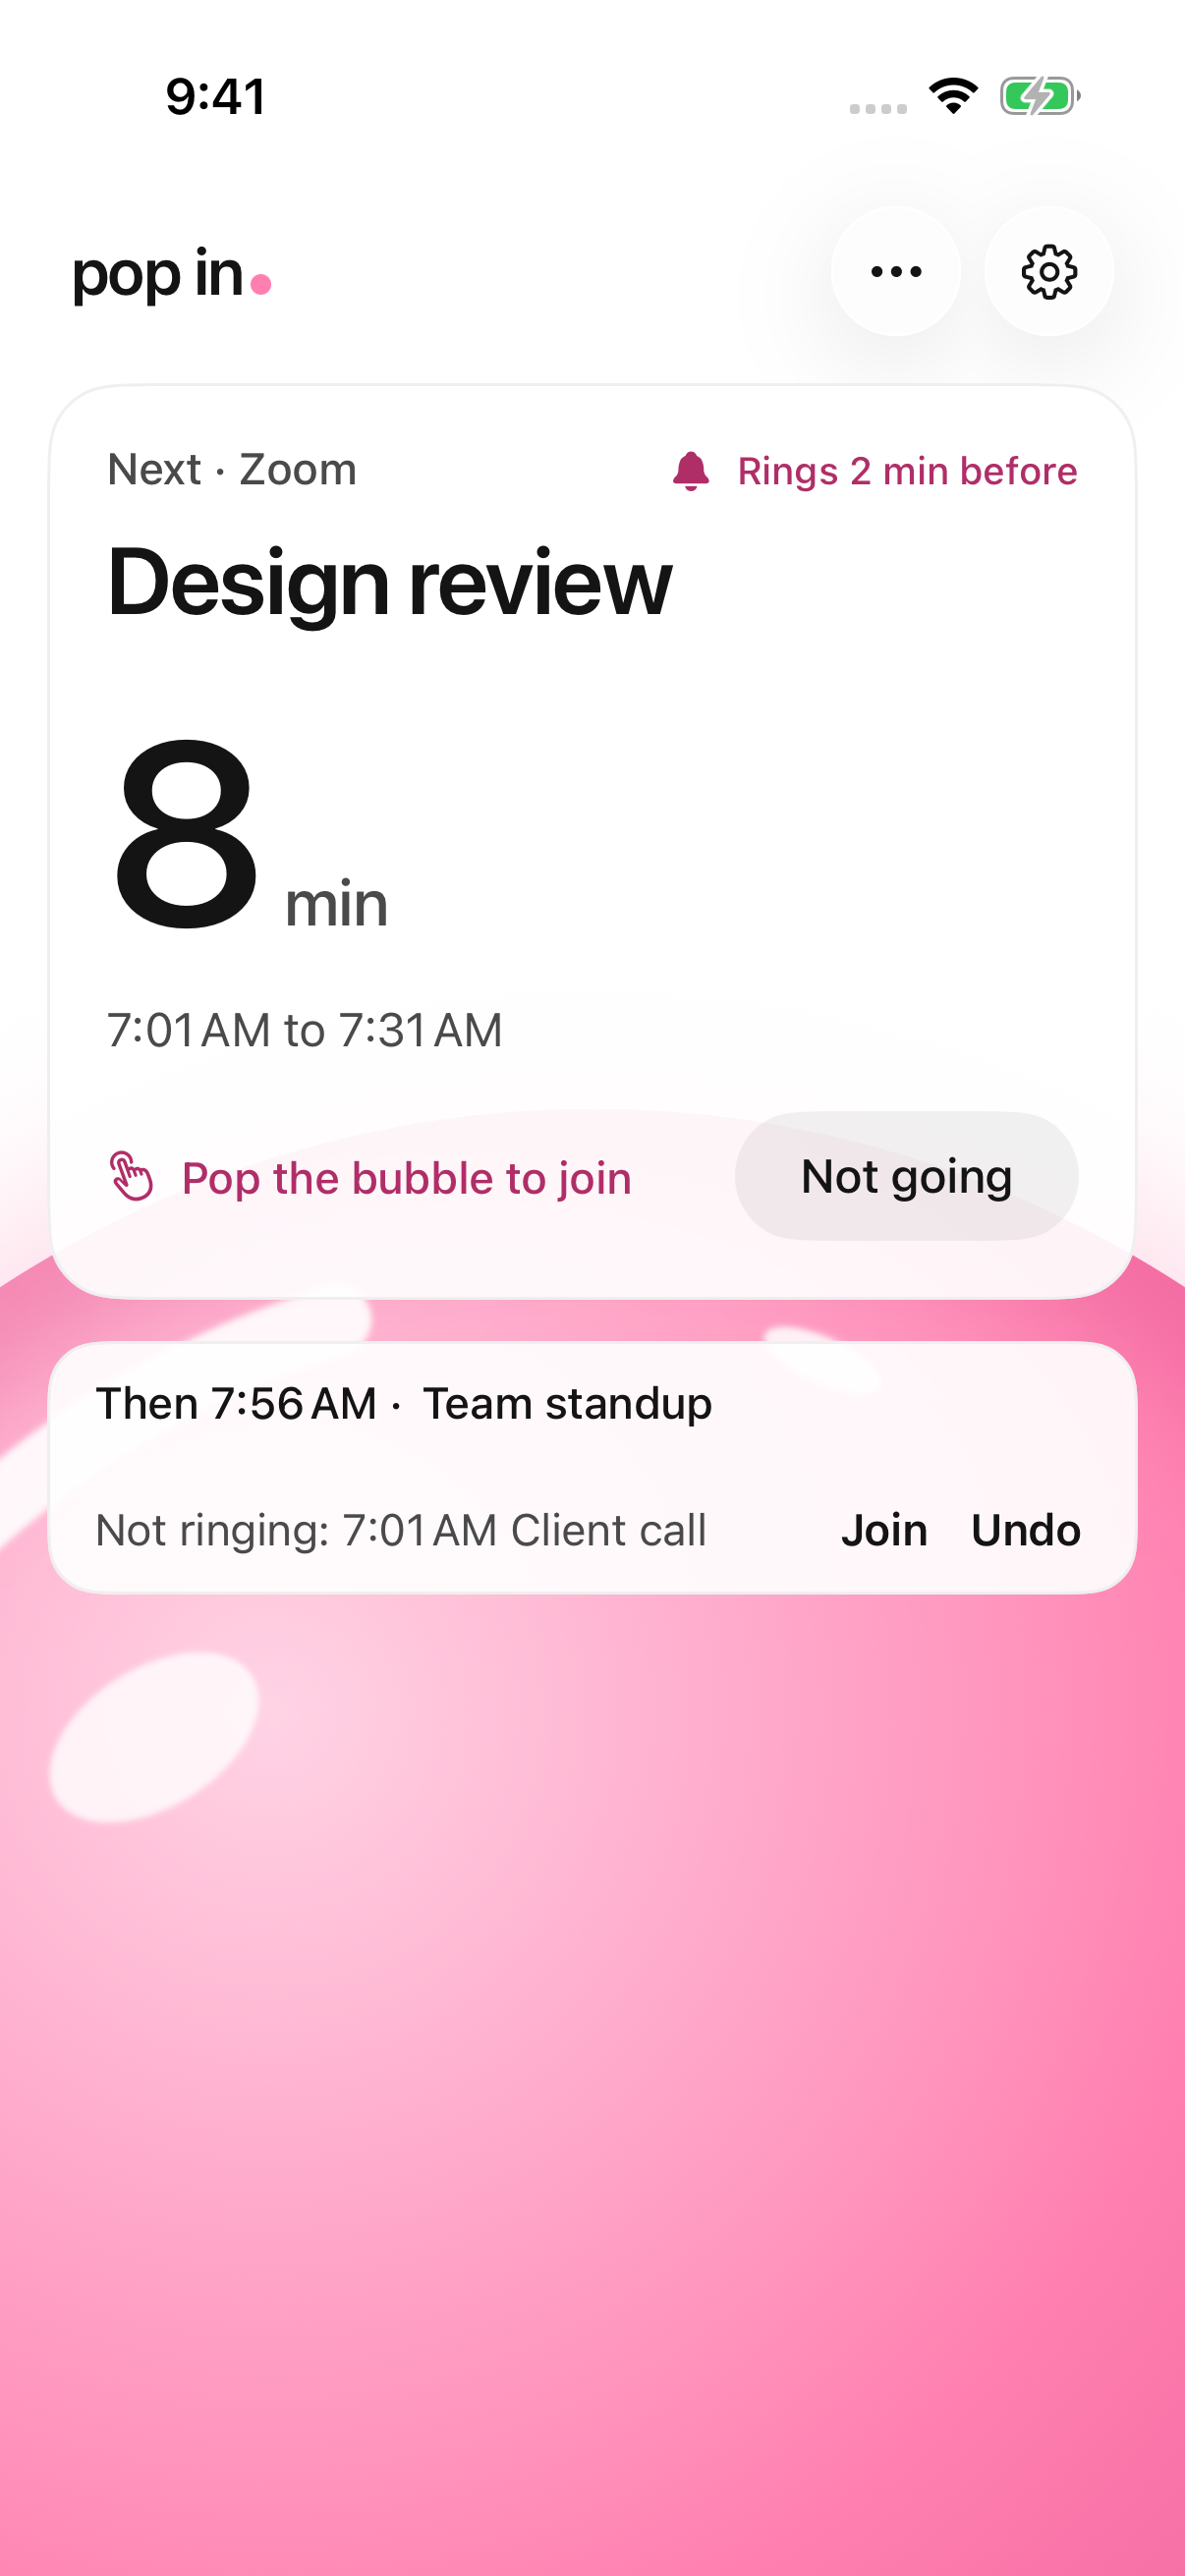 9:41
pop in
Next · Zoom
Rings 2 min before
Design review
8 min
7:01 AM to 7:31 AM
Pop the bubble to join
Not going
Then 7:56 AM · Team standup
Not ringing: 7:01 AM Client call
Join
Undo